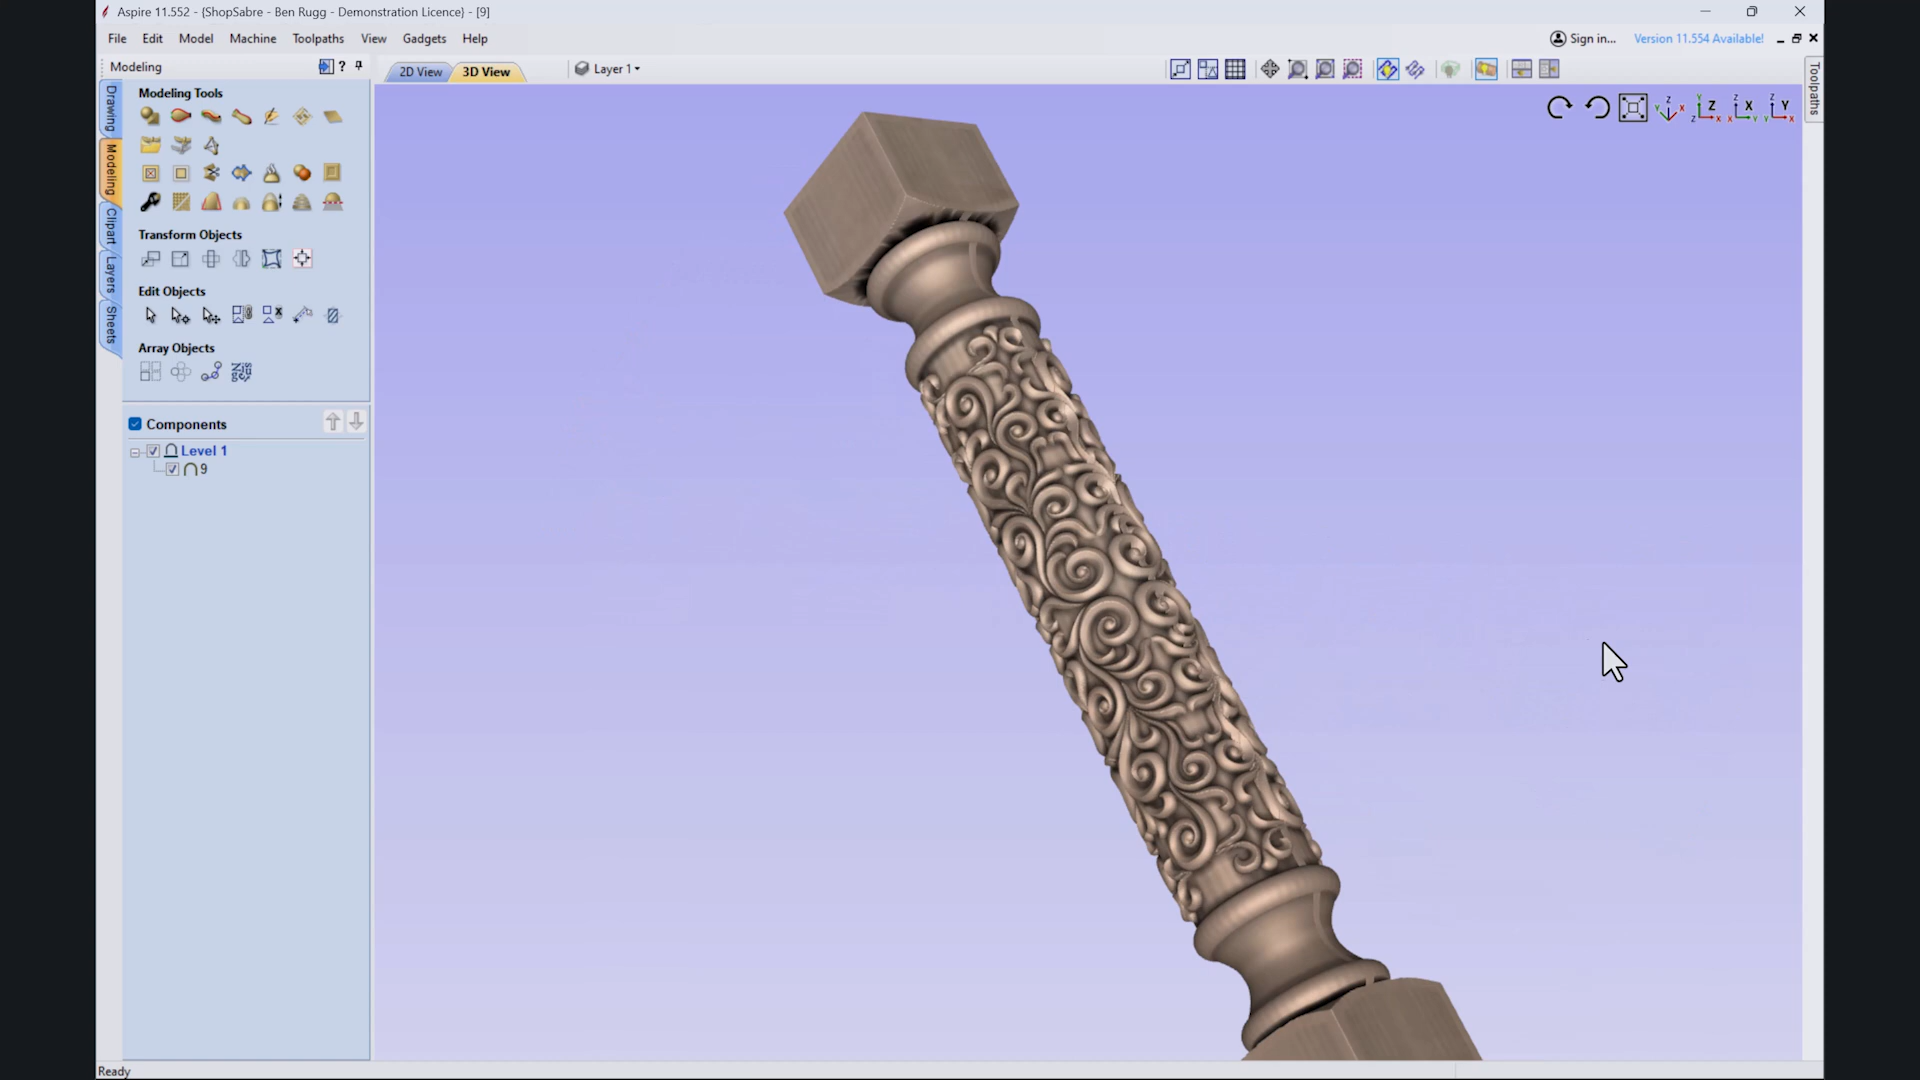 Aspire 11.552 - {ShopSabre - Ben Rugg - Demonstration Licence} - [9]
File Edit Model Machine Toolpaths View Gadgets Help
Sign in... Version 11.554 Available!
Modeling
2D View 3D View Layer 1
Modeling Tools
Transform Objects
Edit Objects
Array Objects
Drawing
Modeling
Clipart
Layers
Sheets
Toolpaths
Components
Level 1
9
Ready